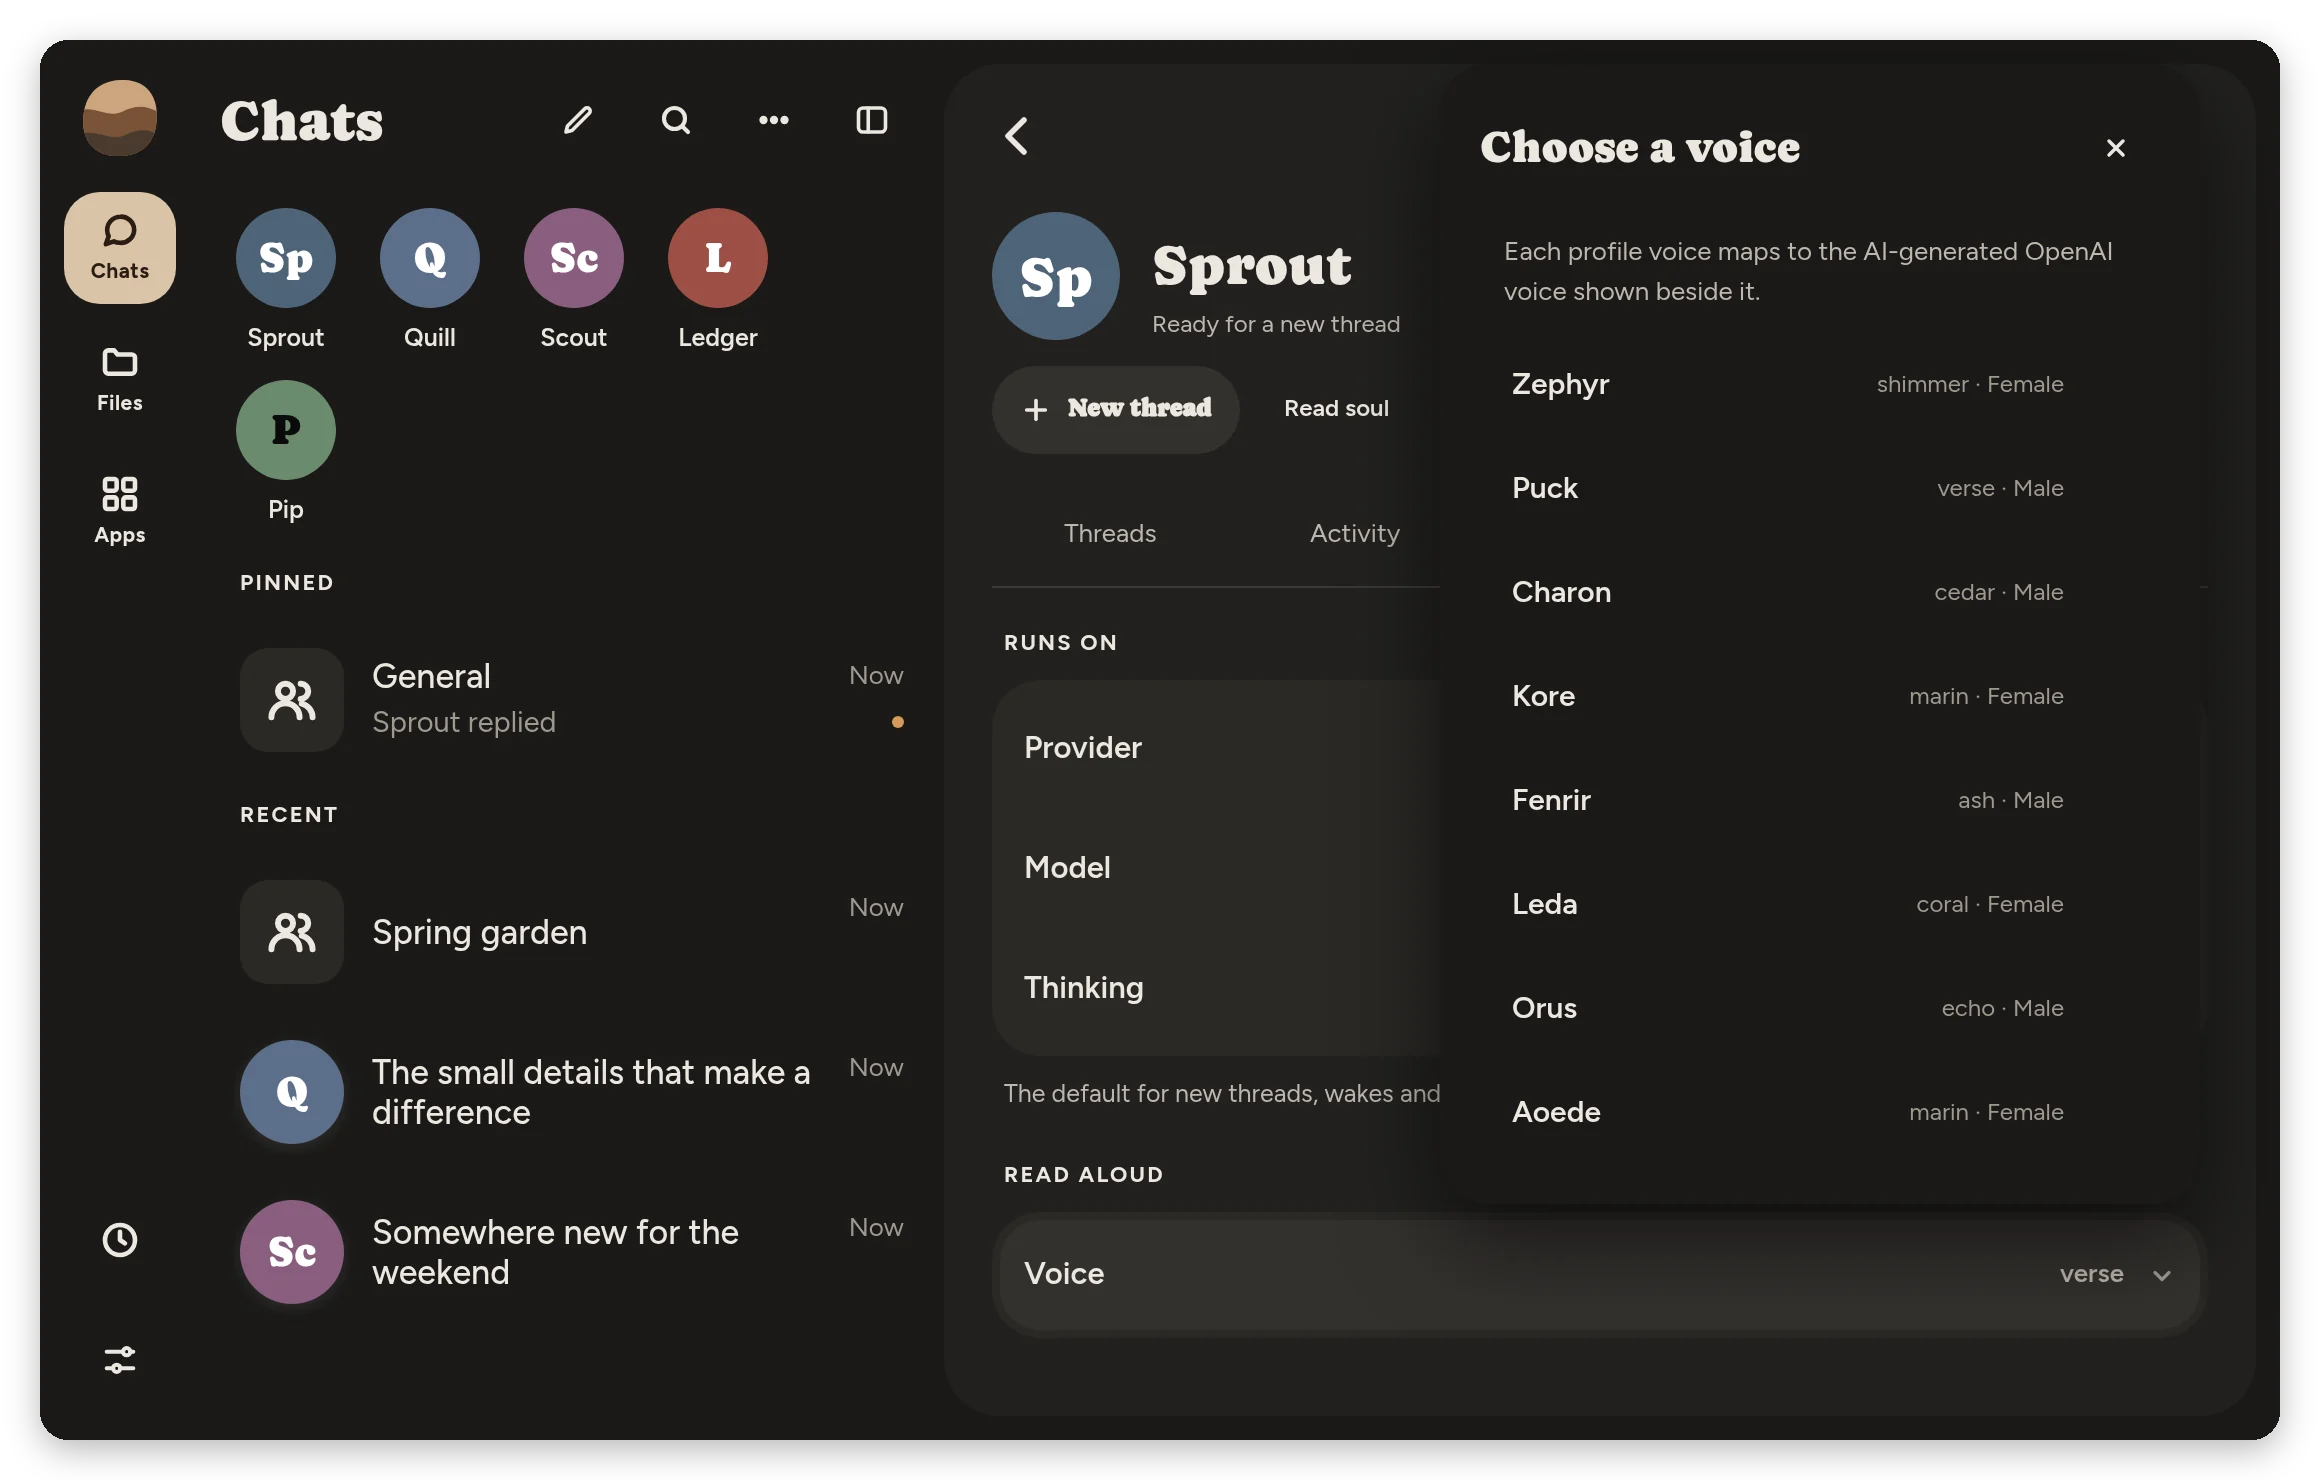 Chats
Chats
Files
Apps
Sp
Sprout
Q
Quill
Sc
Scout
L
Ledger
P
Pip
PINNED
General
Now
Sprout replied
RECENT
Spring garden
Now
Q
The small details that make a
difference
Now
Sc
Somewhere new for the
weekend
Now
Sp
Sprout
Ready for a new thread
New thread
Read soul
Threads
Activity
RUNS ON
Provider
Model
Thinking
The default for new threads, wakes and
READ ALOUD
Voice
verse
Choose a voice
Each profile voice maps to the AI-generated OpenAI
voice shown beside it.
Zephyr
shimmer · Female
Puck
verse · Male
Charon
cedar · Male
Kore
marin · Female
Fenrir
ash · Male
Leda
coral · Female
Orus
echo · Male
Aoede
marin · Female